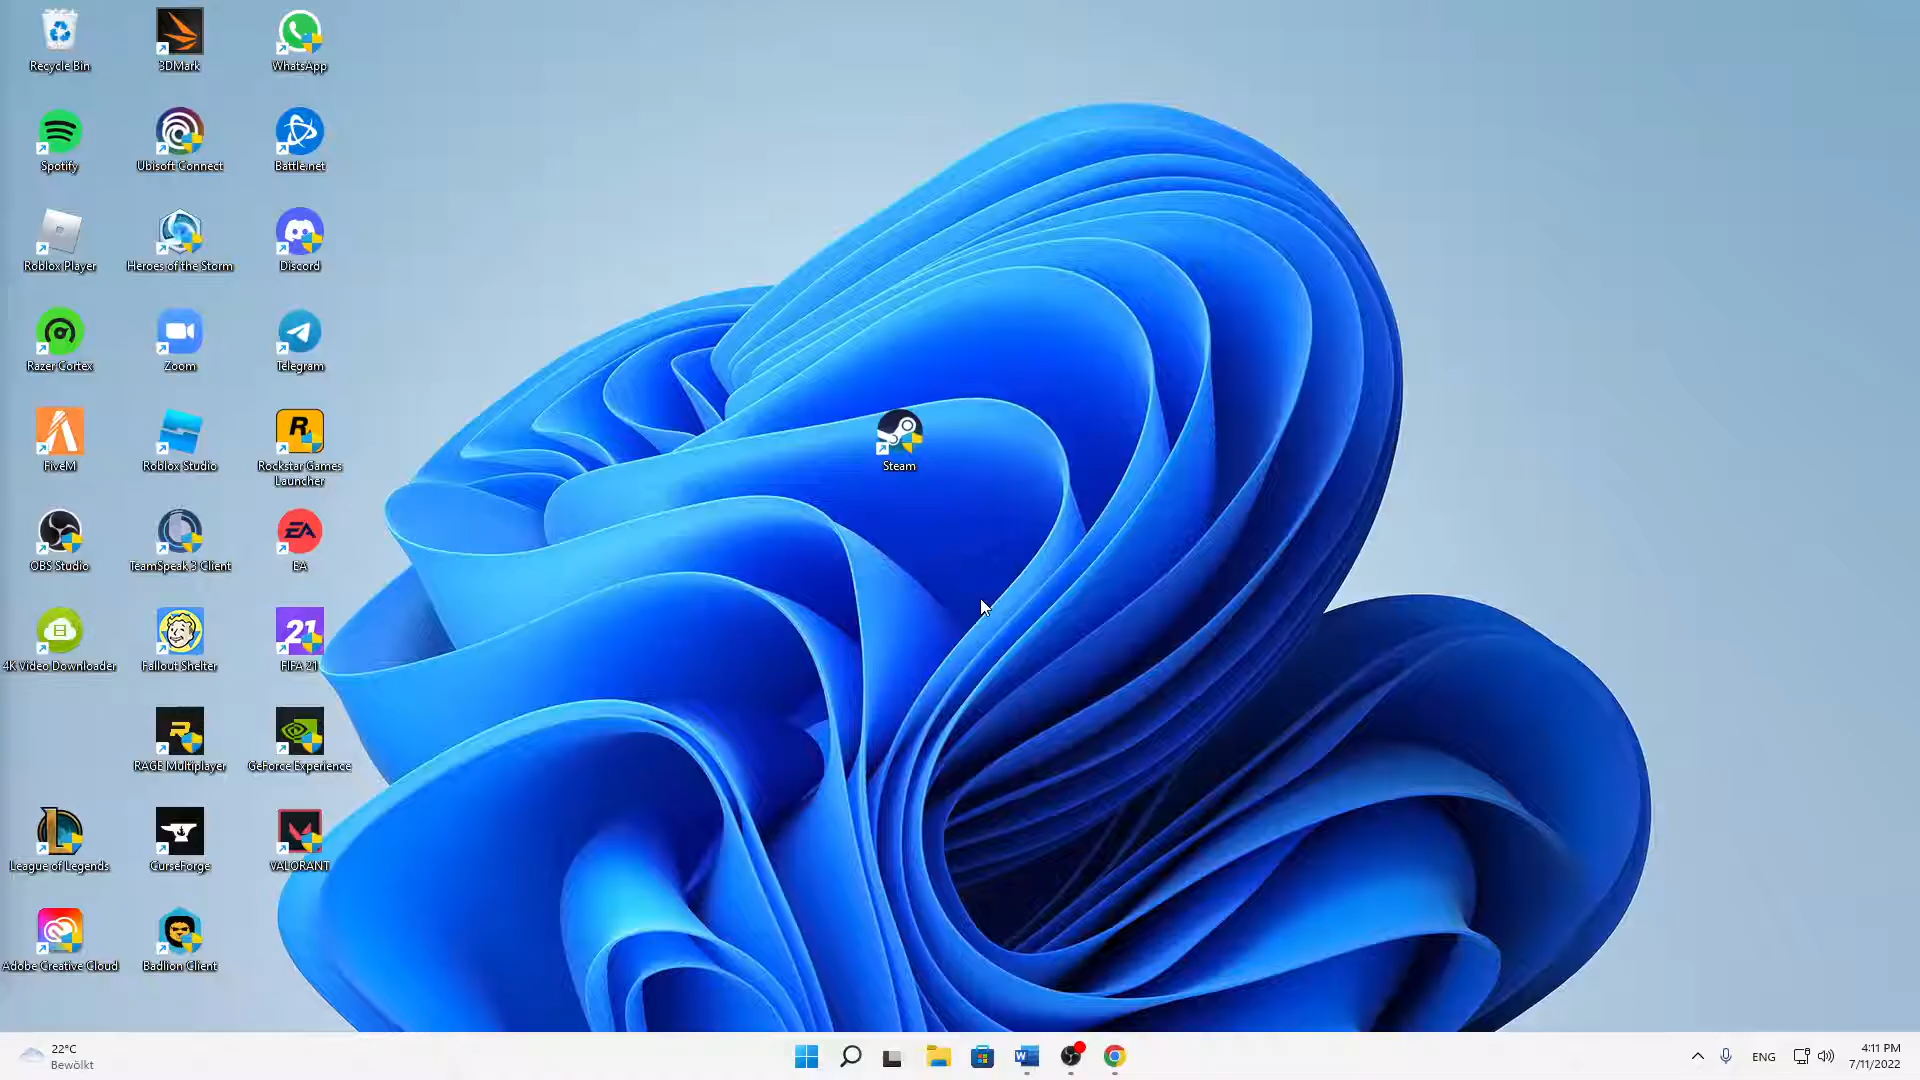 Recycle Bin
3DMark
WhatsApp
Spotify
Ubisoft Connect
Battle.net
Roblox Player
Heroes of the Storm
Discord
Razer Cortex
Zoom
Telegram
FiveM
Roblox Studio
Rockstar Games
Launcher
Steam
OBS Studio
TeamSpeak 3 Client
EA
4K Video Downloader
Fallout Shelter
FIFA 21
RAGE Multiplayer
GeForce Experience
League of Legends
CurseForge
VALORANT
Adobe Creative Cloud
Badlion Client
22°C
Bewölkt
ENG
4:11 PM
7/11/2022